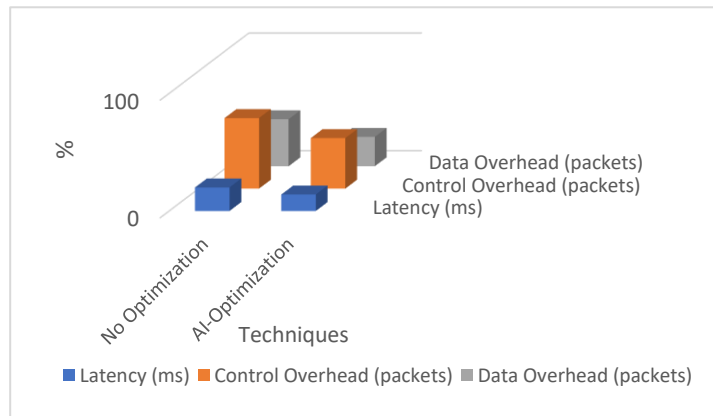 100
%
0
Data Overhead (packets)
Control Overhead (packets)
Latency (ms)
No Optimization
AI-Optimization
Techniques
Latency (ms) Control Overhead (packets) Data Overhead (packets)